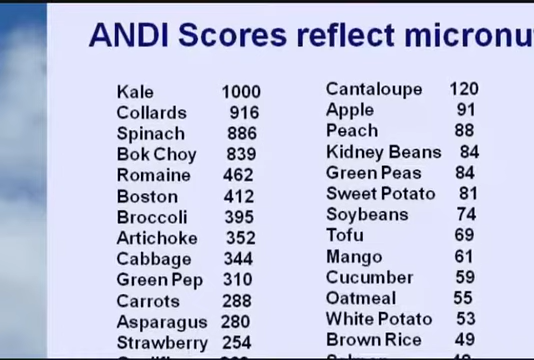 ANDI Scores reflect micronu
Kale 1000
Collards 916
Spinach 886
Bok Choy 839
Romaine 462
Boston 412
Broccoli 395
Artichoke 352
Cabbage 344
Green Pep 310
Carrots 288
Asparagus 280
Strawberry 254
Cantaloupe 120
Apple 91
Peach 88
Kidney Beans 84
Green Peas 84
Sweet Potato 81
Soybeans 74
Tofu 69
Mango 61
Cucumber 59
Oatmeal 55
White Potato 53
Brown Rice 49